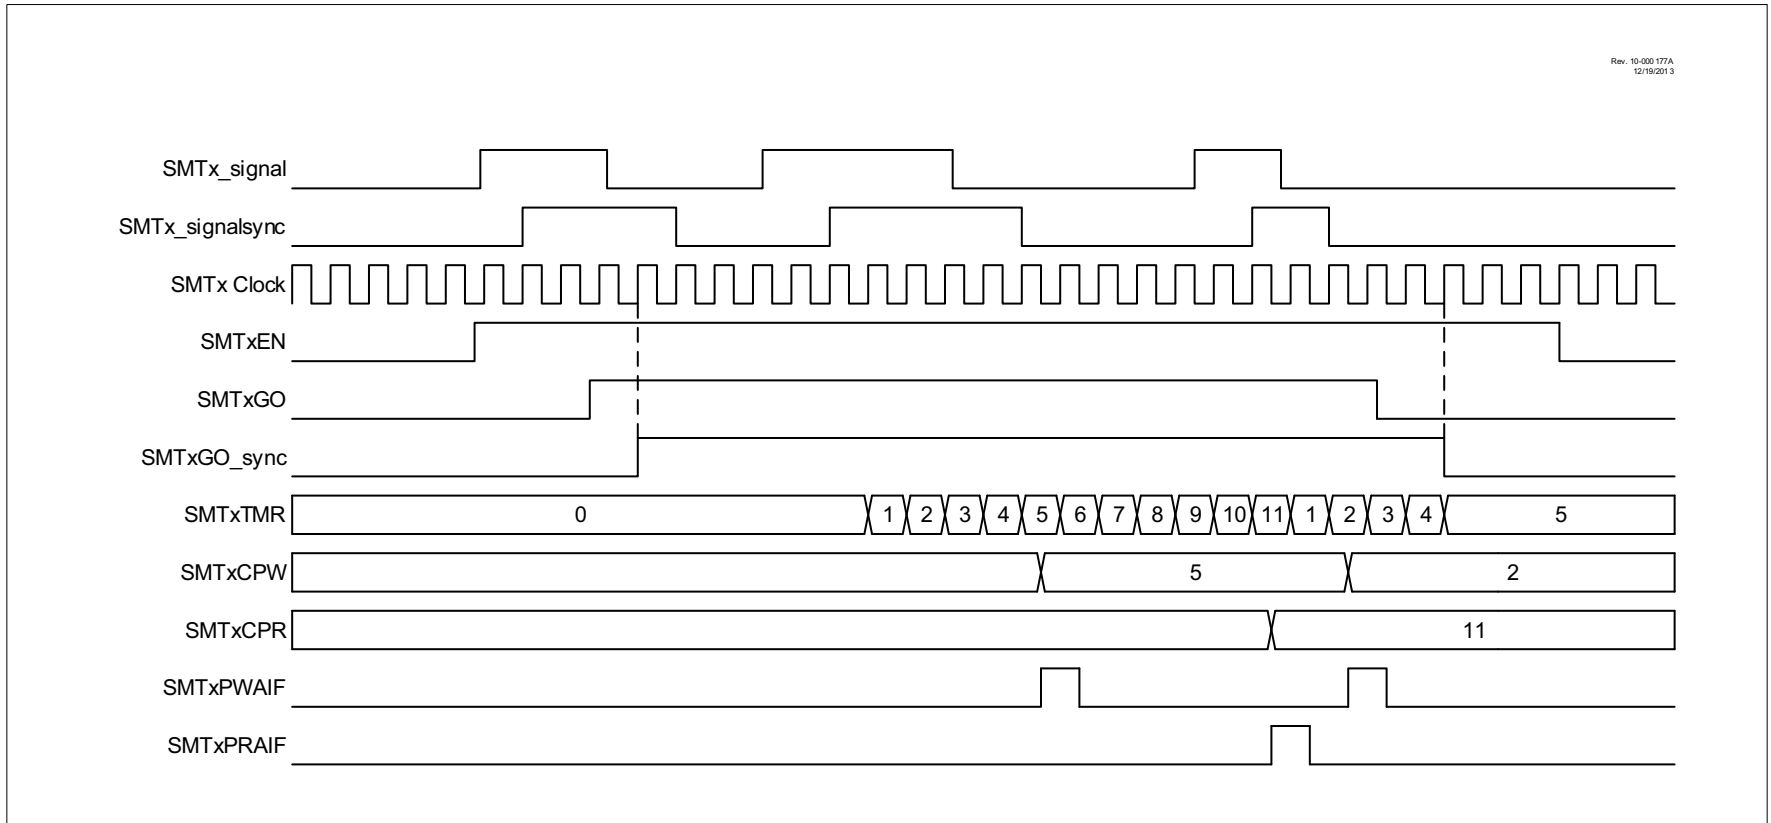 Rev. 10-000 177A
12/19/201 3
SMTx_signal
SMTx_signalsync
SMTx Clock
SMTxEN
SMTxGO
SMTxGO_sync
SMTxTMR 0 1 2 3 4 5 6 7 8 9 10 11 1 2 3 4 5
SMTxCPW 5 2
SMTxCPR 11
SMTxPWAIF
SMTxPRAIF